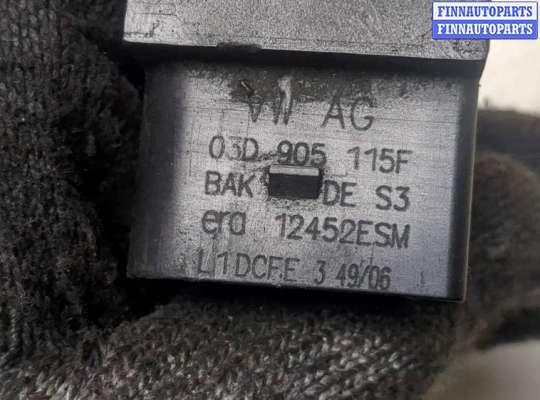 FINNAUTOPARTS
FINNAUTOPARTS
VW AG
03D 905 115F
BAK DE S3
era 12452ESM
L1DCFE 3 49/06